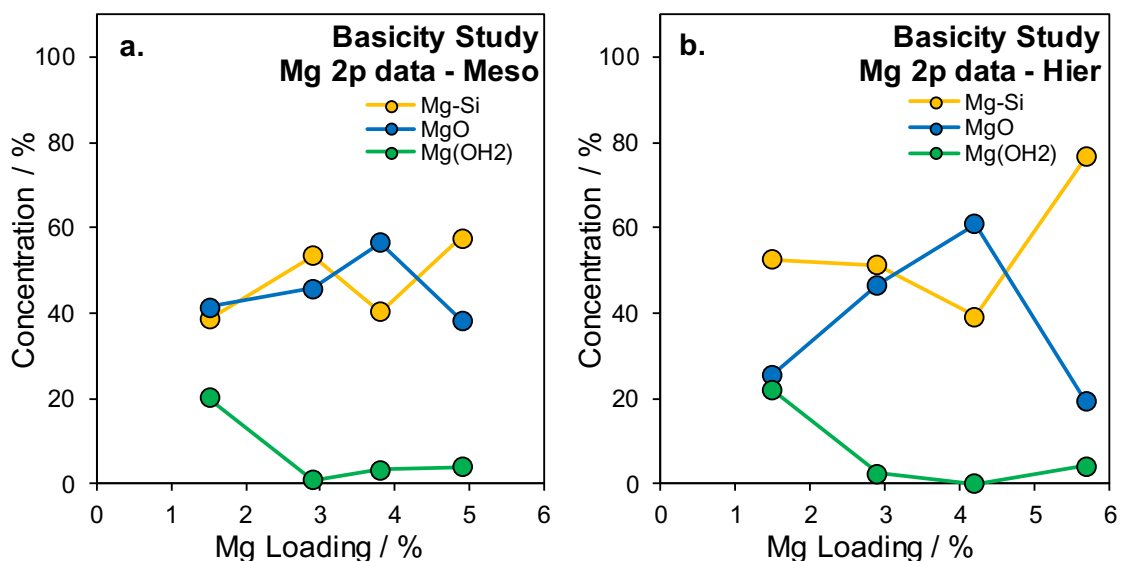 a.
Basicity Study
Mg 2p data - Meso
Mg-Si
MgO
Mg(OH2)
100
80
60
40
20
0
Concentration / %
0 1 2 3 4 5 6
Mg Loading / %
b.
Basicity Study
Mg 2p data - Hier
Mg-Si
MgO
Mg(OH2)
100
80
60
40
20
0
Concentration / %
0 1 2 3 4 5 6
Mg Loading / %